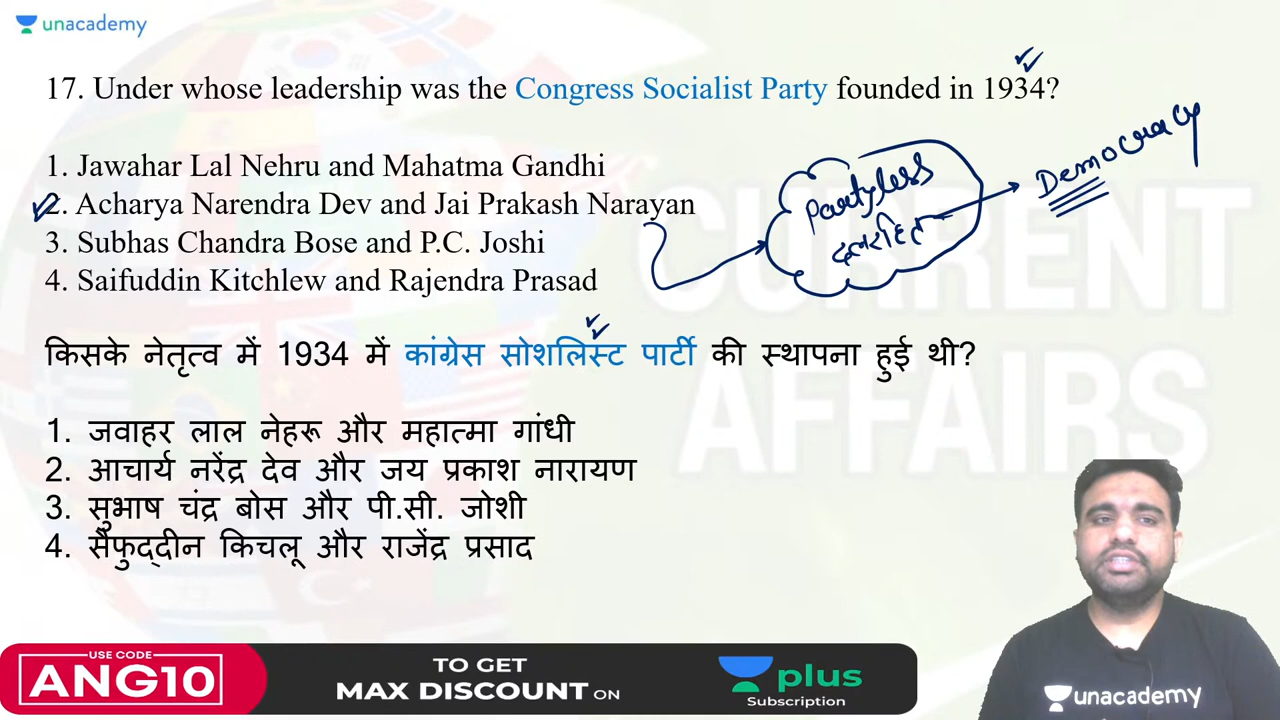 unacademy
17. Under whose leadership was the Congress Socialist Party founded in 1934?
1. Jawahar Lal Nehru and Mahatma Gandhi
2. Acharya Narendra Dev and Jai Prakash Narayan
3. Subhas Chandra Bose and P.C. Joshi
4. Saifuddin Kitchlew and Rajendra Prasad
Partyless
दलरहित
Democracy
CURRENT
AFFAIRS
किसके नेतृत्व में 1934 में कांग्रेस सोशलिस्ट पार्टी की स्थापना हुई थी?
1. जवाहर लाल नेहरू और महात्मा गांधी
2. आचार्य नरेंद्र देव और जय प्रकाश नारायण
3. सुभाष चंद्र बोस और पी.सी. जोशी
4. सैफुद्दीन किचलू और राजेंद्र प्रसाद
USE CODE
ANG10
TO GET
MAX DISCOUNT ON
plus
Subscription
unacademy